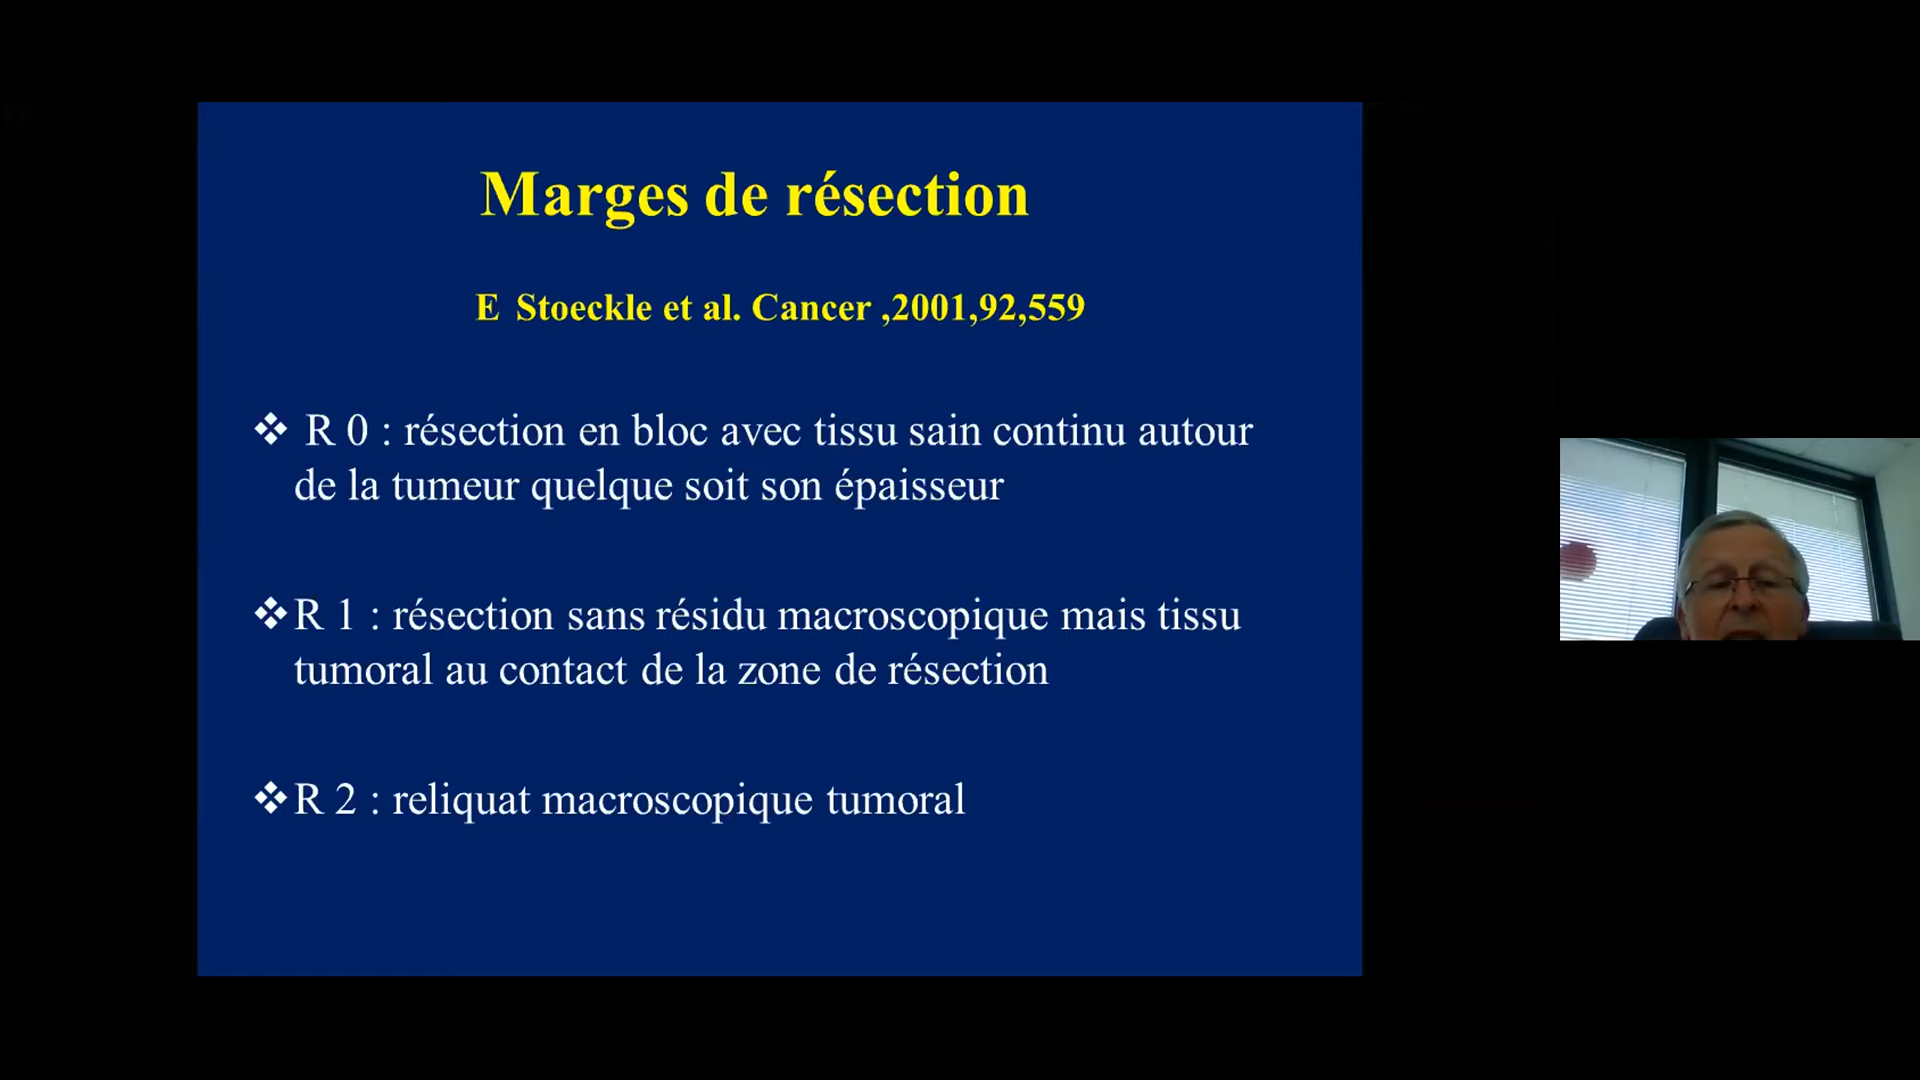 Marges de résection
E Stoeckle et al. Cancer ,2001,92,559
❖ R 0 : résection en bloc avec tissu sain continu autour
de la tumeur quelque soit son épaisseur
❖ R 1 : résection sans résidu macroscopique mais tissu
tumoral au contact de la zone de résection
❖ R 2 : reliquat macroscopique tumoral